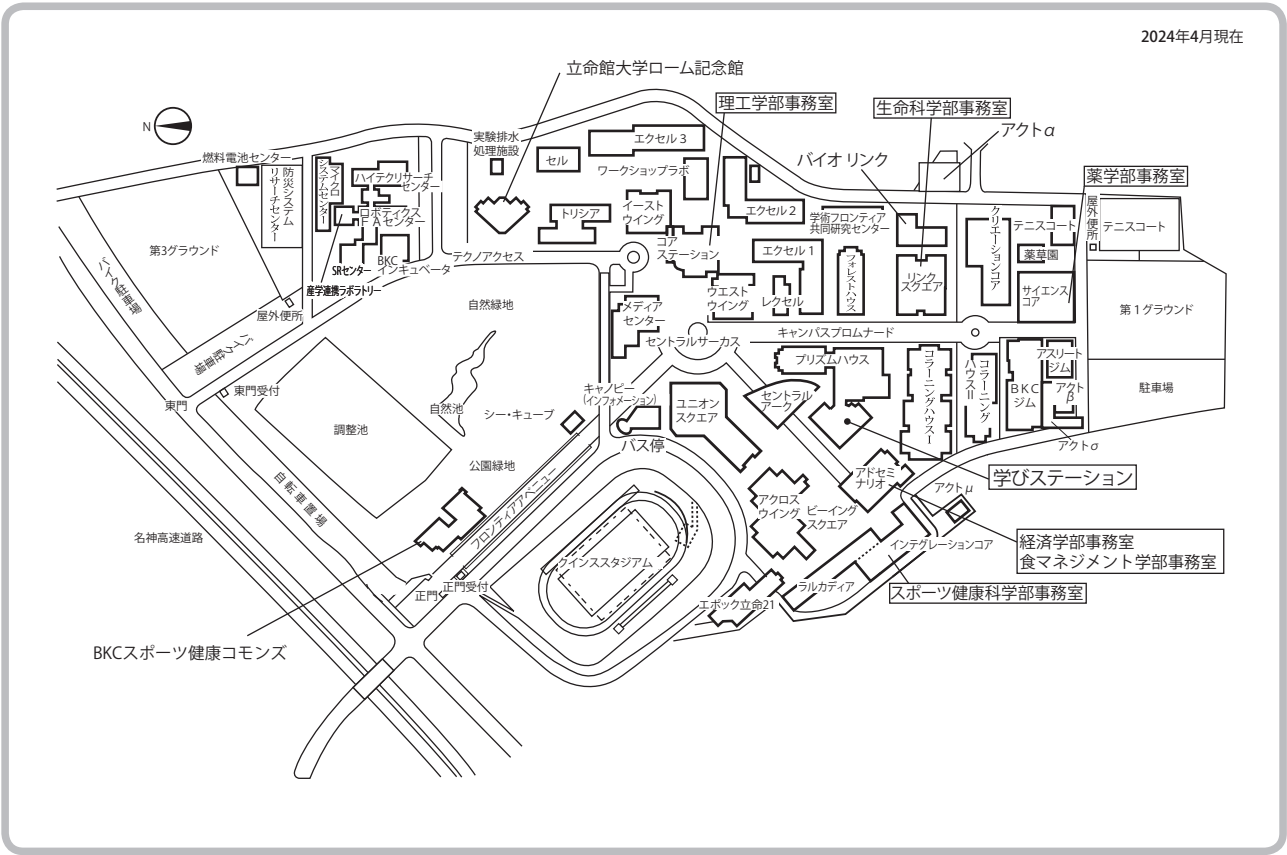 2024年4月現在
立命館大学ローム記念館
理工学部事務室
生命科学部事務室
アクトα
N
実験排水
処理施設
エクセル3
セル
ワークショップラボ
バイオリンク
薬学部事務室
燃料電池センター
防災システム
リサーチセンター
マイクロ
システムセンター
ハイテクリサーチ
センター
ロボティクス
FAセンター
SRセンター
BKC
インキュベータ
産学連携ラボラトリー
第3グラウンド
バイク駐車場
屋外便所
バイク駐車場
トリシア
イースト
ウイング
コア
ステーション
エクセル2
学術フロンティア
共同研究センター
エクセル1
フォレストハウス
リンク
スクエア
クリエーションコア
テニスコート
薬草園
サイエンス
コア
屋外便所
テニスコート
第1グラウンド
テクノアクセス
自然緑地
メディア
センター
ウエスト
ウイング
レクセル
セントラルサーカス
キャンパスプロムナード
プリズムハウス
コラーニングハウスⅠ
コラーニング
ハウスⅡ
BKC
ジム
アスリート
ジム
アクト
β
アクトσ
駐車場
東門
東門受付
調整池
自然池
シー・キューブ
キャノピー
(インフォメーション)
ユニオン
スクエア
セントラル
アーク
バス停
公園緑地
自転車置場
フロンティアアベニュー
アドセミ
ナリオ
学びステーション
アクトμ
アクロス
ウイング
ビーイング
スクエア
インテグレーションコア
経済学部事務室
食マネジメント学部事務室
名神高速道路
クインススタジアム
ラルカディア
スポーツ健康科学部事務室
正門
正門受付
エポック立命21
BKCスポーツ健康コモンズ